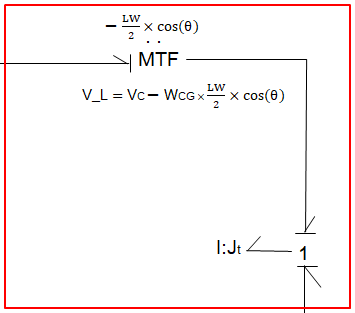 − LW/2 × cos(θ)
. .
MTF
V_L = VC − WCG × LW/2 × cos(θ)
I:Jt
1